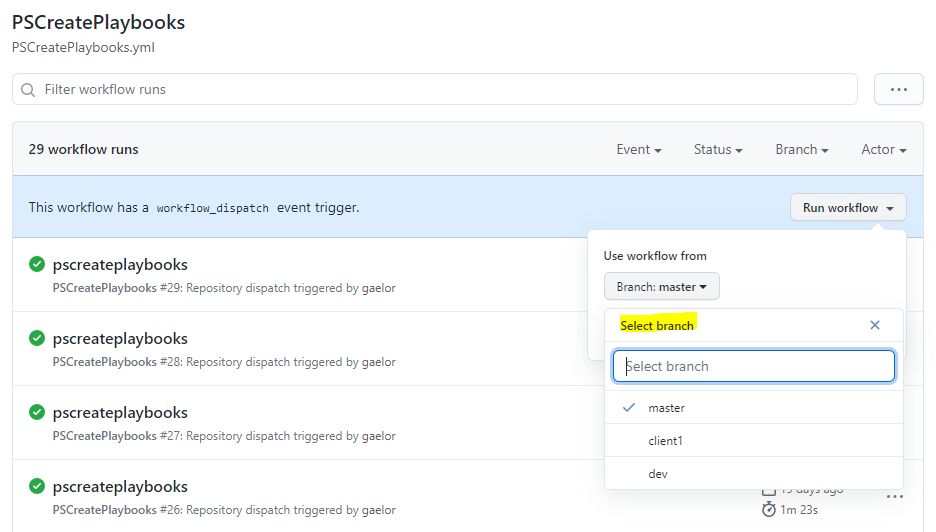 PSCreatePlaybooks
PSCreatePlaybooks.yml
Filter workflow runs
29 workflow runs
Event
Status
Branch
Actor
This workflow has a workflow_dispatch event trigger.
Run workflow
Use workflow from
Branch: master
Select branch
Select branch
master
client1
dev
pscreateplaybooks
PSCreatePlaybooks #29: Repository dispatch triggered by gaelor
pscreateplaybooks
PSCreatePlaybooks #28: Repository dispatch triggered by gaelor
pscreateplaybooks
PSCreatePlaybooks #27: Repository dispatch triggered by gaelor
pscreateplaybooks
PSCreatePlaybooks #26: Repository dispatch triggered by gaelor
days ago
1m 23s